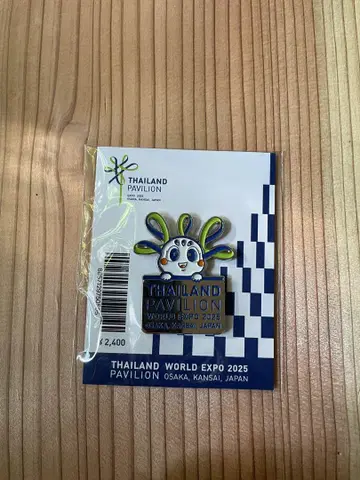 THAILAND
PAVILION
EXPO 2025
OSAKA, KANSAI, JAPAN
THAILAND
PAVILION
WORLD EXPO 2025
OSAKA, KANSAI, JAPAN
2,400
THAILAND WORLD EXPO 2025
PAVILION OSAKA, KANSAI, JAPAN